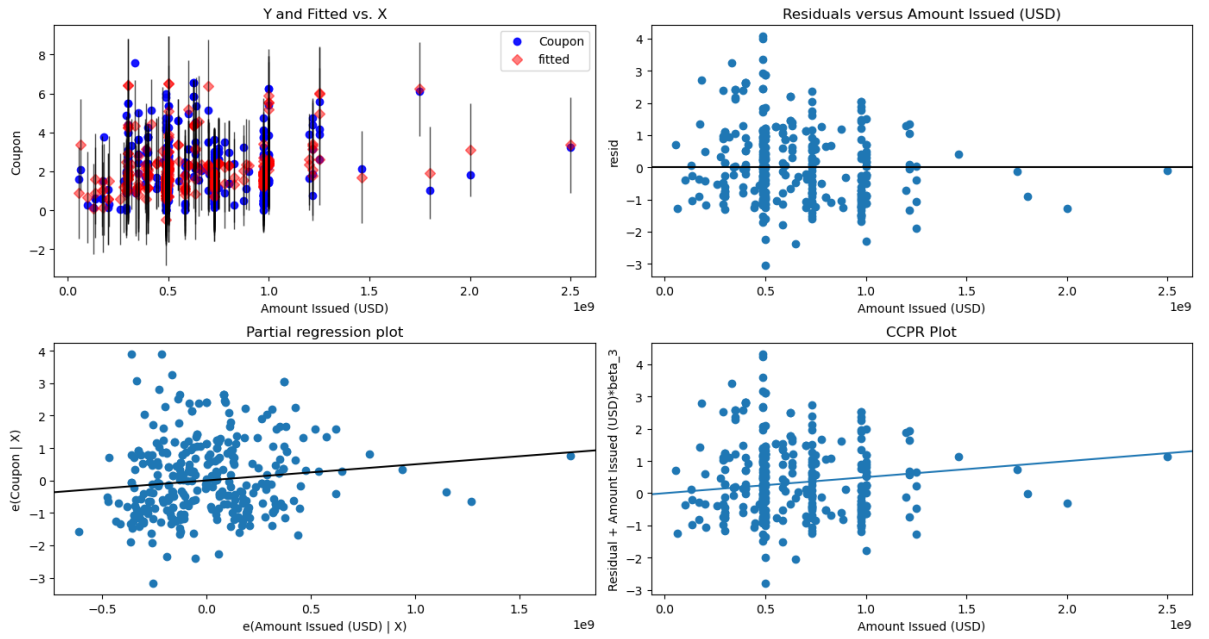 Y and Fitted vs. X
Coupon
fitted
Coupon
8
6
4
2
0
−2
0.0 0.5 1.0 1.5 2.0 2.5
1e9
Amount Issued (USD)
Residuals versus Amount Issued (USD)
resid
4
3
2
1
0
−1
−2
−3
0.0 0.5 1.0 1.5 2.0 2.5
1e9
Amount Issued (USD)
Partial regression plot
e(Coupon | X)
4
3
2
1
0
−1
−2
−3
−0.5 0.0 0.5 1.0 1.5
1e9
e(Amount Issued (USD) | X)
CCPR Plot
Residual + Amount Issued (USD)*beta_3
4
3
2
1
0
−1
−2
−3
0.0 0.5 1.0 1.5 2.0 2.5
1e9
Amount Issued (USD)